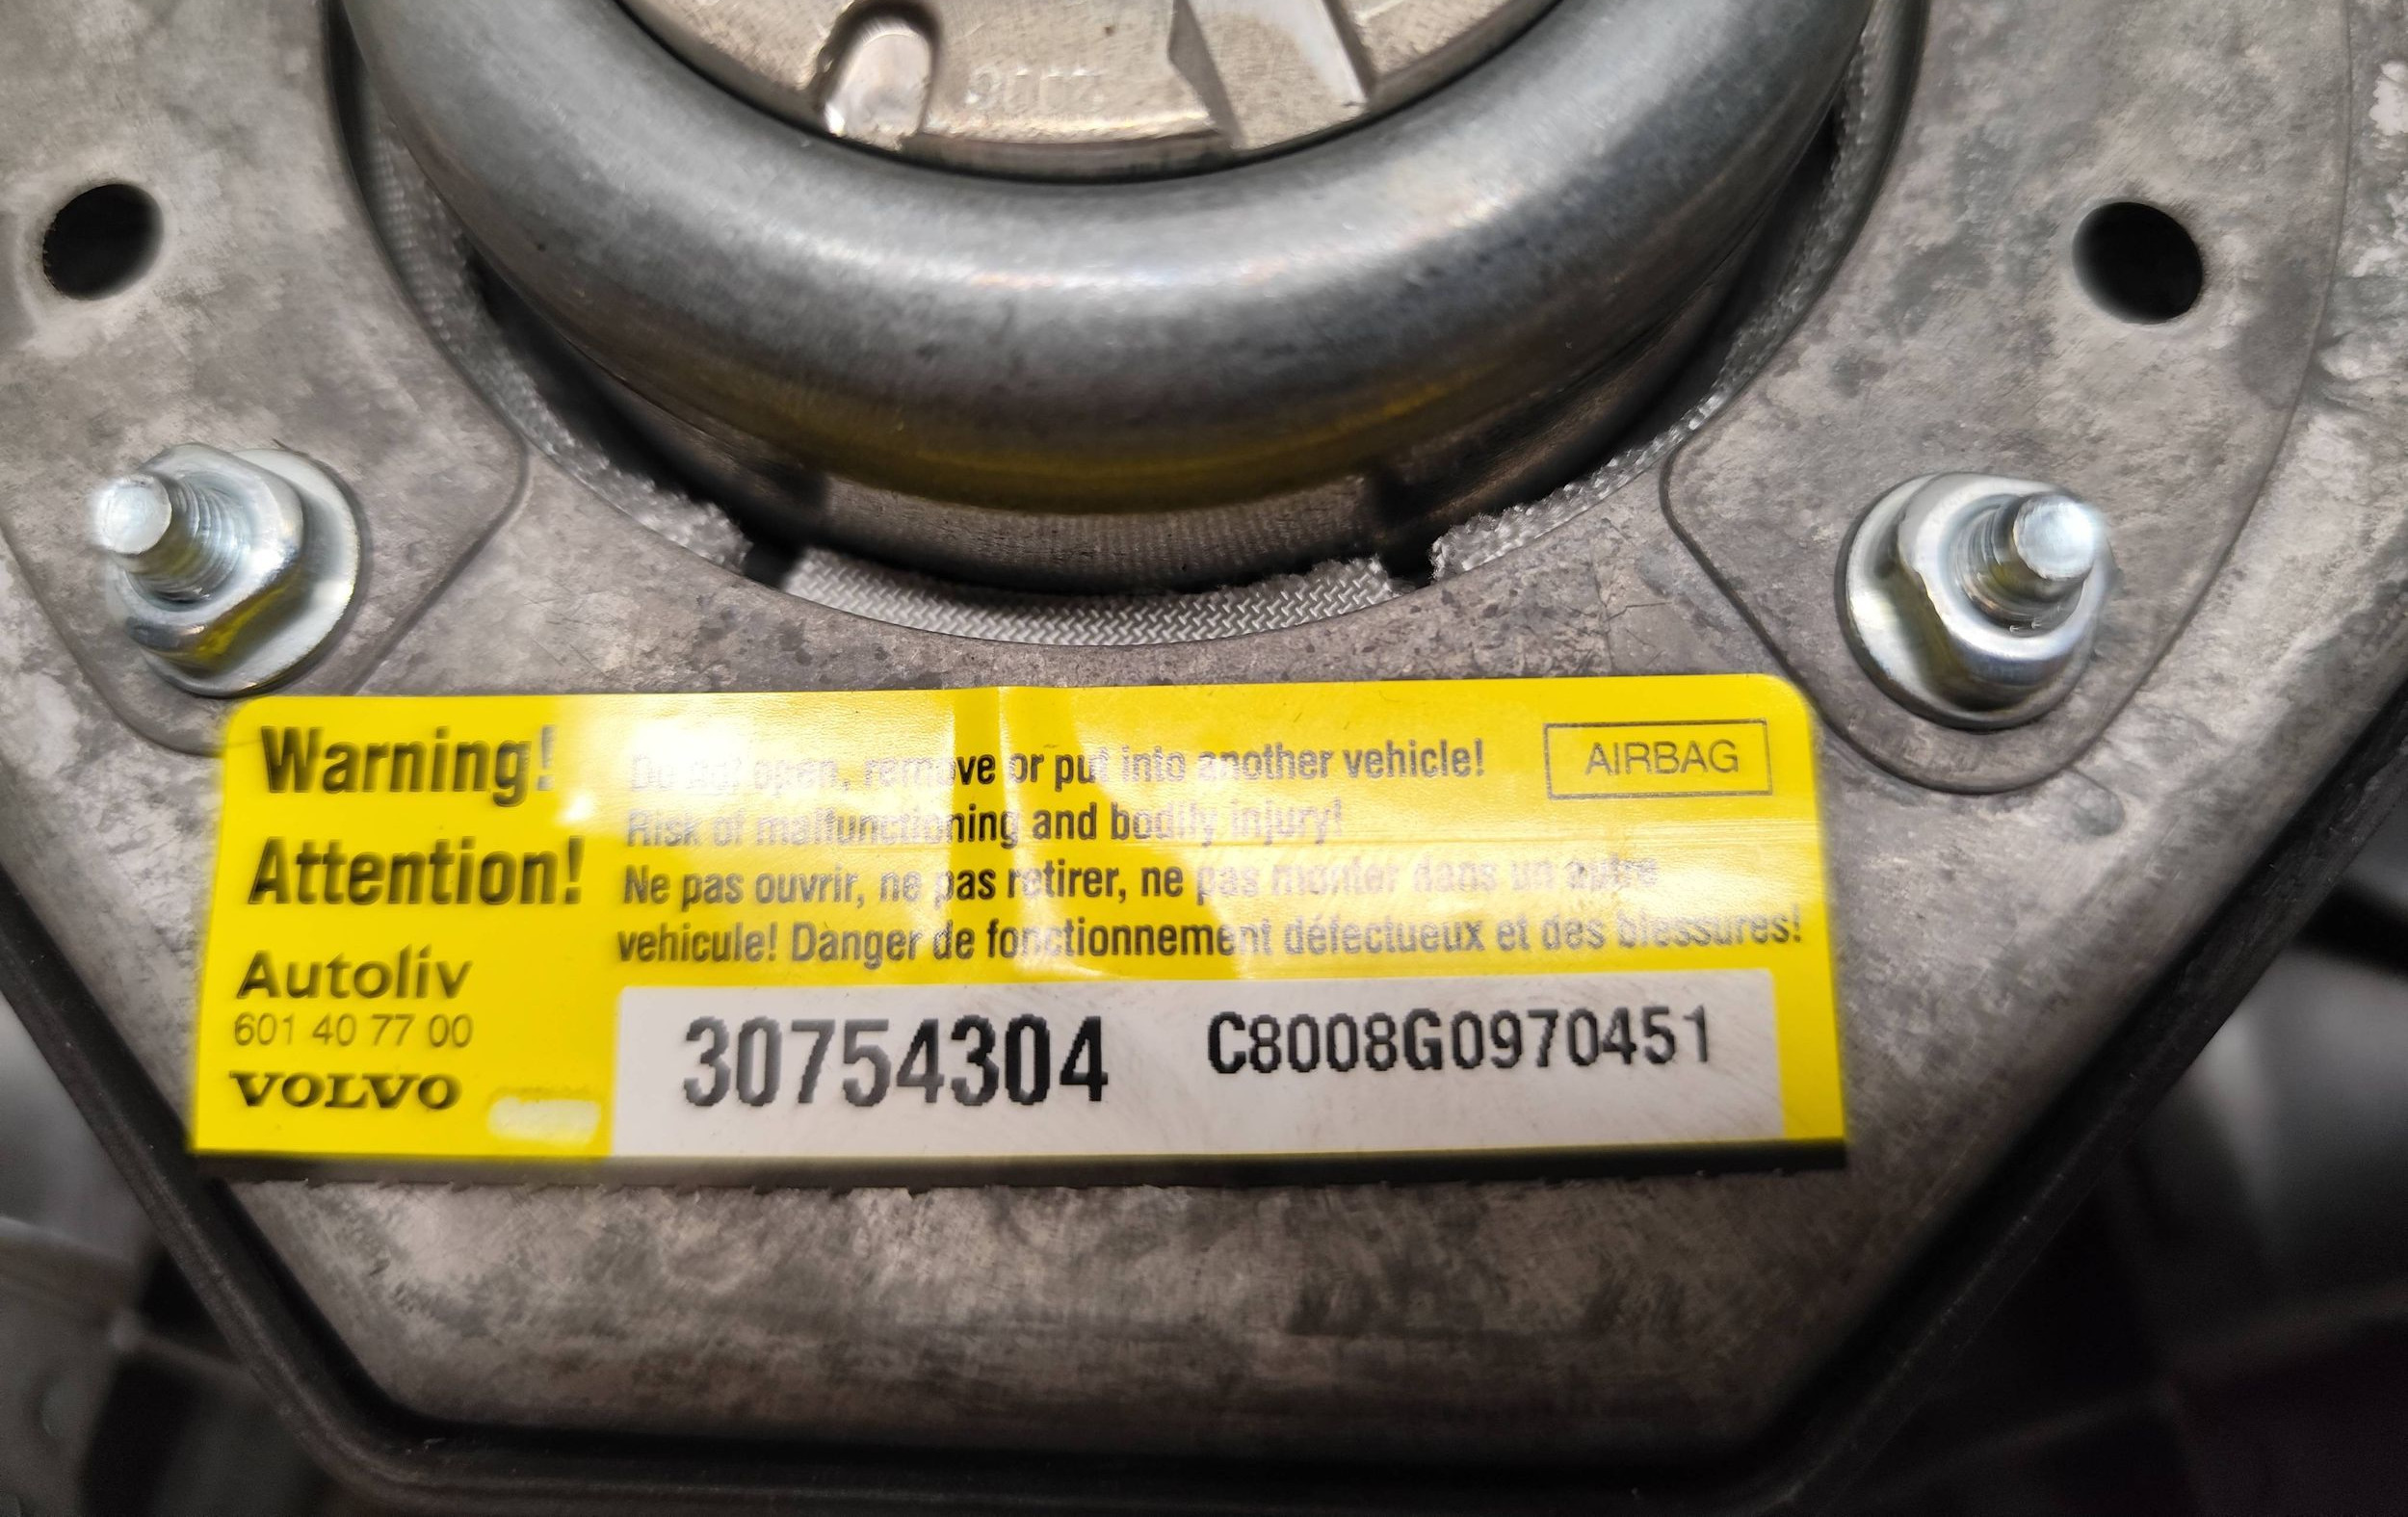 Warning!
Attention!
Autoliv
601 40 77 00
VOLVO
Do not open, remove or put into another vehicle!
Risk of malfunctioning and bodily injury!
Ne pas ouvrir, ne pas retirer, ne pas monter dans un autre
vehicule! Danger de fonctionnement défectueux et des blessures!
AIRBAG
30754304 C8008G0970451